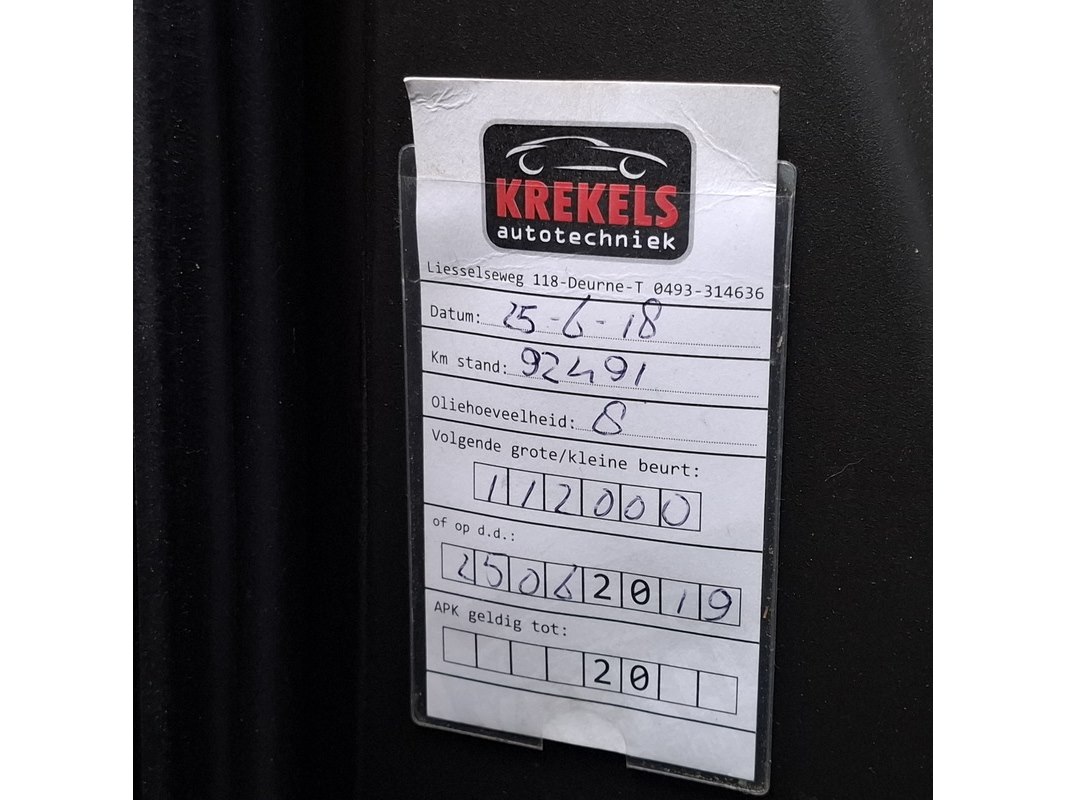 KREKELS
autotechniek
Liesselseweg 118-Deurne-T 0493-314636
Datum: 25-6-18
Km stand: 92491
Oliehoeveelheid: 8
Volgende grote/kleine beurt:
112000
of op d.d.:
25062019
APK geldig tot:
20